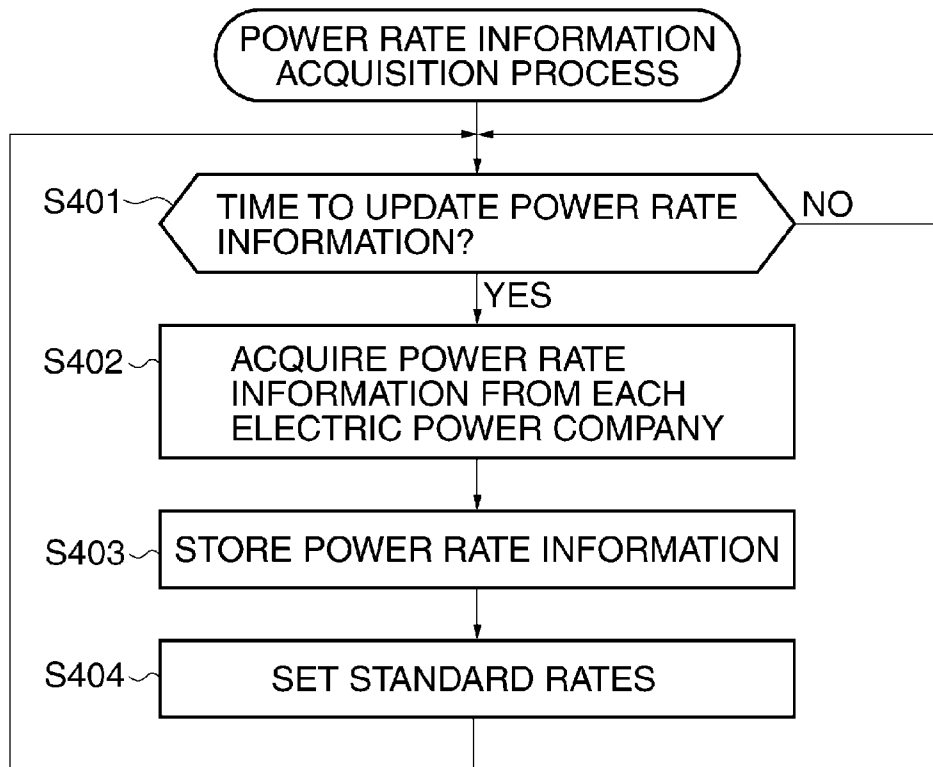 POWER RATE INFORMATION
ACQUISITION PROCESS
S401
TIME TO UPDATE POWER RATE
INFORMATION?
NO
YES
S402
ACQUIRE POWER RATE
INFORMATION FROM EACH
ELECTRIC POWER COMPANY
S403
STORE POWER RATE INFORMATION
S404
SET STANDARD RATES